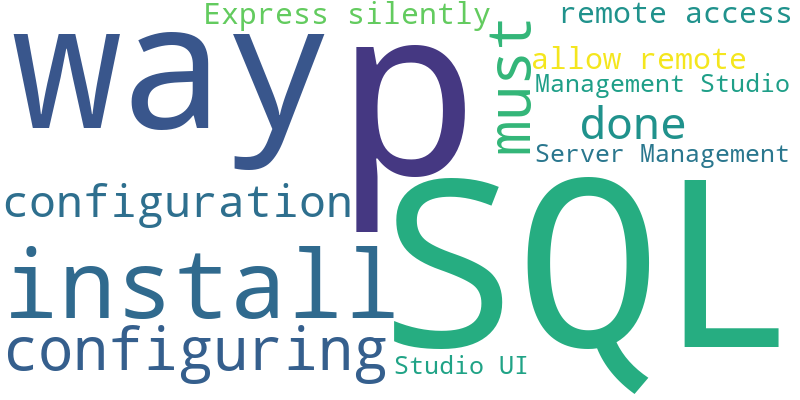 Express silently
remote access
way
p
must
allow remote
Management Studio
done
Server Management
configuration
SQL
install
configuring
Studio UI